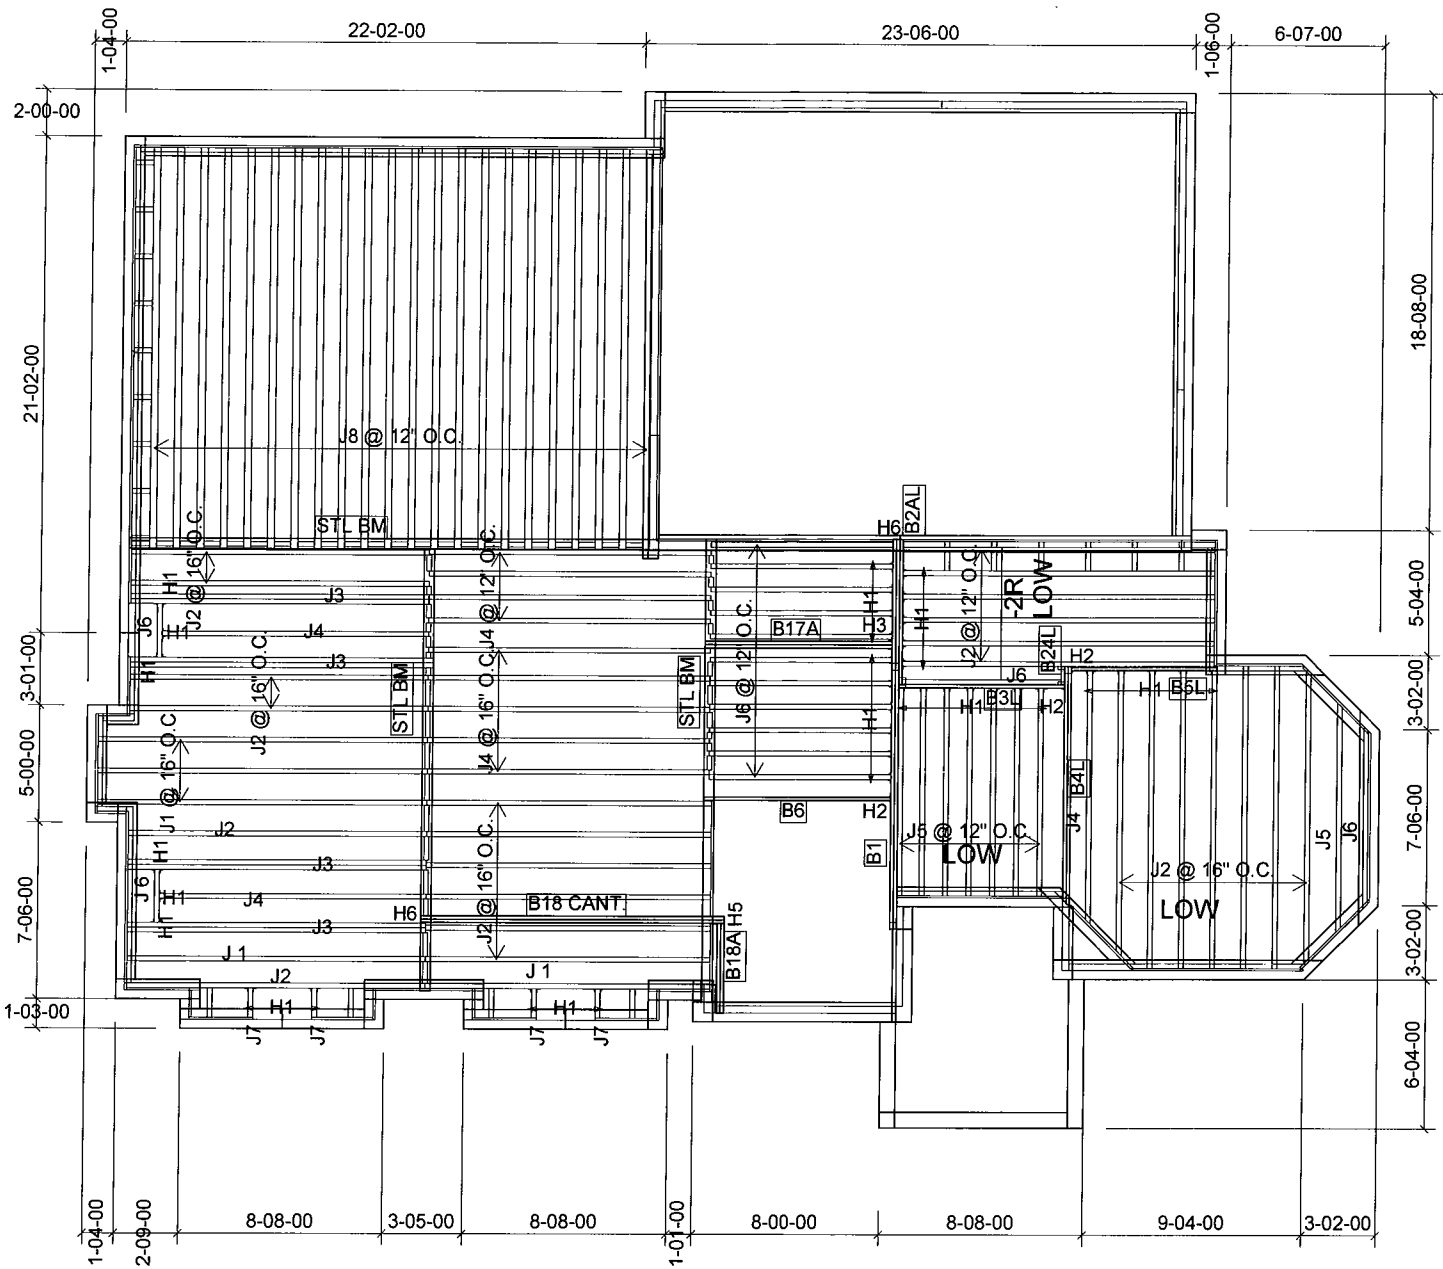 1-04-00
22-02-00
23-06-00
1-06-00
6-07-00
2-00-00
21-02-00
3-01-00
5-00-00
7-06-00
1-03-00
18-08-00
5-04-00
3-02-00
7-06-00
3-02-00
6-04-00
J8 @ 12" O.C.
STL BM
H6
B2AL
H1
J2 @ 16" O.C.
J3
J6
H1
J4
H1
J3
J2 @ 16" O.C.
STL BM
J4 @ 12" O.C.
J4 @ 16" O.C.
STL BM
J6 @ 12" O.C.
B17A
H1
H3
H1
H1
J2 @ 12" O.C.
-2R
LOW
B24L
H2
J6
H1
B3L
H2
H1
B5L
J1 @ 16" O.C.
J2
H1
J3
J 6
H1
J4
H1
J3
J 1
J2
H6
J2 @ 16" O.C.
B18 CANT.
J 1
B18A
H5
B6
H2
B1
J5 @ 12" O.C.
LOW
B4L
J4
J2 @ 16" O.C.
LOW
J5
J6
H1
J7
J7
H1
J7
J7
1-04-00
2-09-00
8-08-00
3-05-00
8-08-00
1-01-00
8-00-00
8-08-00
9-04-00
3-02-00